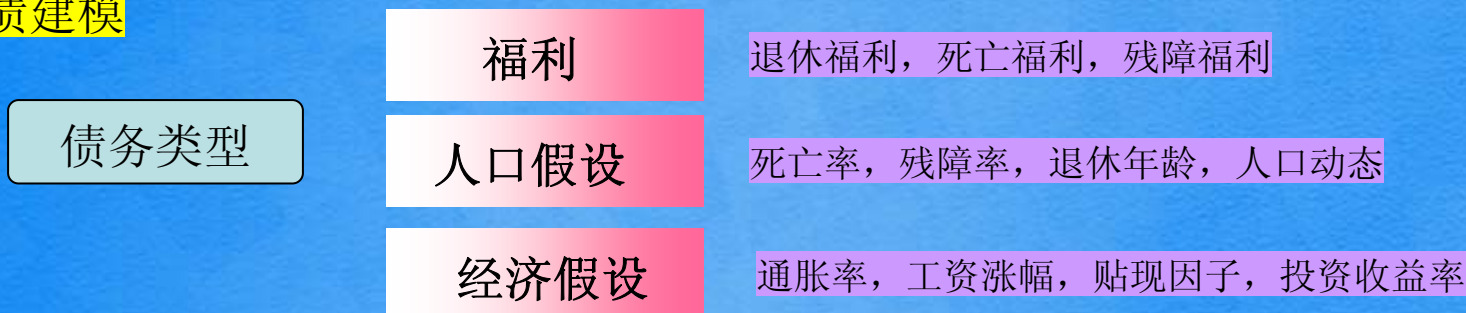 建模
福利
退休福利，死亡福利，残障福利
债务类型
人口假设
死亡率，残障率，退休年龄，人口动态
经济假设
通胀率，工资涨幅，贴现因子，投资收益率